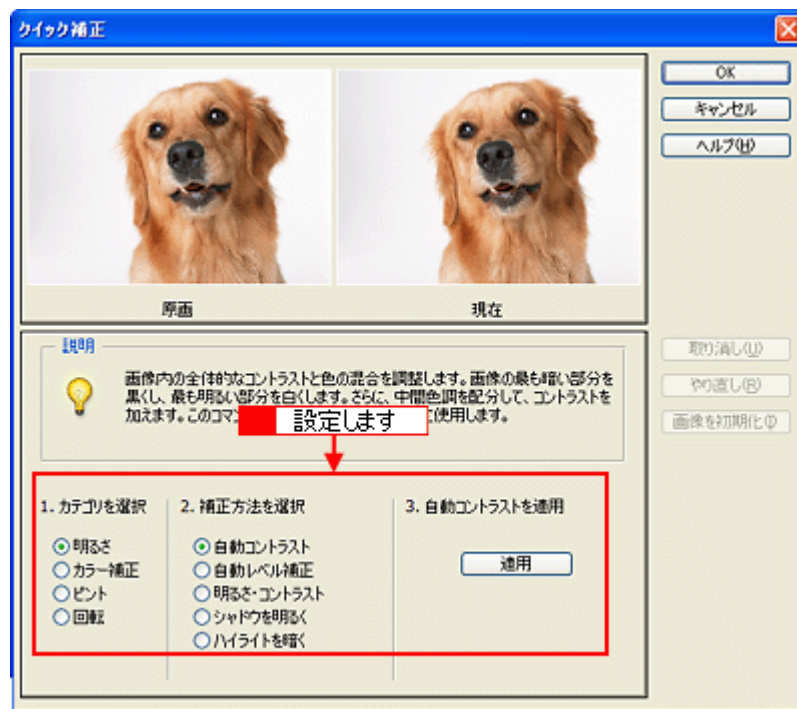 クイック補正
OK
キャンセル
ヘルプ(H)
原画
現在
説明
画像内の全体的なコントラストと色の混合を調整します。画像の最も暗い部分を
黒くし、最も明るい部分を白くします。さらに、中間色調を配分して、コントラストを
加えます。このコマ
に使用します。
設定します
取り消し(U)
やり直し(R)
画像を初期化(I)
1. カテゴリを選択
明るさ
カラー補正
ピント
回転
2. 補正方法を選択
自動コントラスト
自動レベル補正
明るさ・コントラスト
シャドウを明るく
ハイライトを暗く
3. 自動コントラストを適用
適用